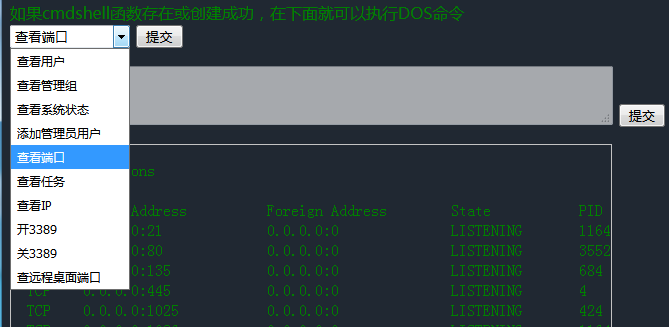 如果cmdshell函数存在或创建成功，在下面就可以执行DOS命令
查看端口 提交
查看用户
查看管理组
查看系统状态
添加管理员用户
查看端口
查看任务
查看IP
开3389
关3389
查远程桌面端口
提交
ons
Address Foreign Address State PID
0:21 0.0.0.0:0 LISTENING 1164
0:80 0.0.0.0:0 LISTENING 3552
0:135 0.0.0.0:0 LISTENING 684
0:445 0.0.0.0:0 LISTENING 4
TCP 0.0.0.0:1025 0.0.0.0:0 LISTENING 424